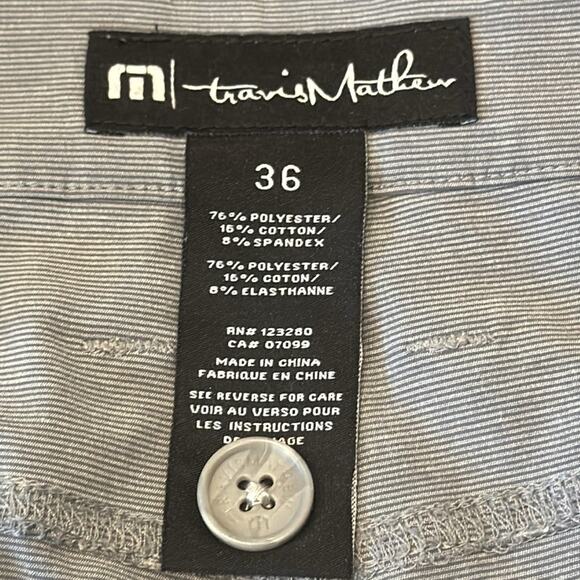 travisMathew
36
76% POLYESTER/
16% COTTON/
8% SPANDEX
76% POLYESTER/
16% COTON/
8% ELASTHANNE
RN# 123280
CA# 07099
MADE IN CHINA
FABRIQUE EN CHINE
SEE REVERSE FOR CARE
VOIR AU VERSO POUR
LES INSTRUCTIONS